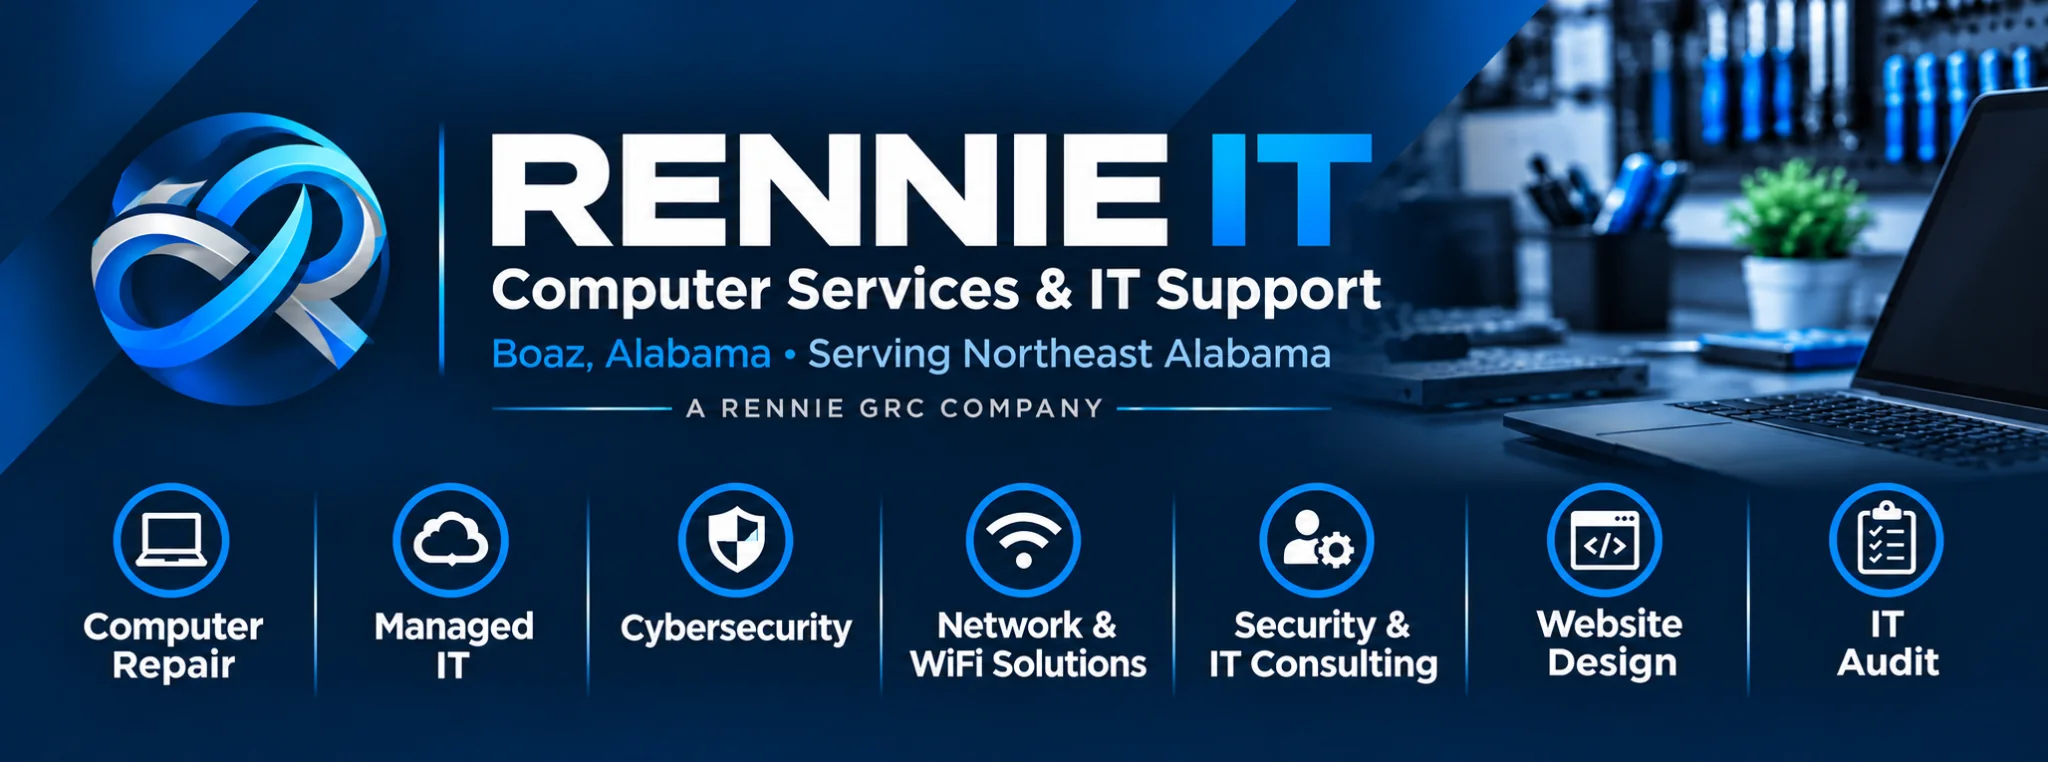 RENNIE IT
Computer Services & IT Support
Boaz, Alabama • Serving Northeast Alabama
A RENNIE GRC COMPANY
Computer
Repair
Managed
IT
Cybersecurity
Network &
WiFi Solutions
Security &
IT Consulting
Website
Design
IT
Audit